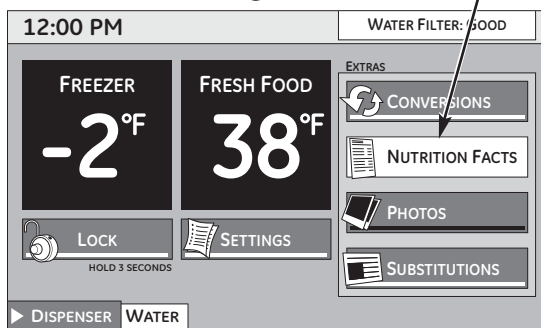 12:00 PM
WATER FILTER: GOOD
FREEZER
-2°F
FRESH FOOD
38°F
EXTRAS
CONVERSIONS
NUTRITION FACTS
PHOTOS
SUBSTITUTIONS
LOCK
HOLD 3 SECONDS
SETTINGS
DISPENSER
WATER